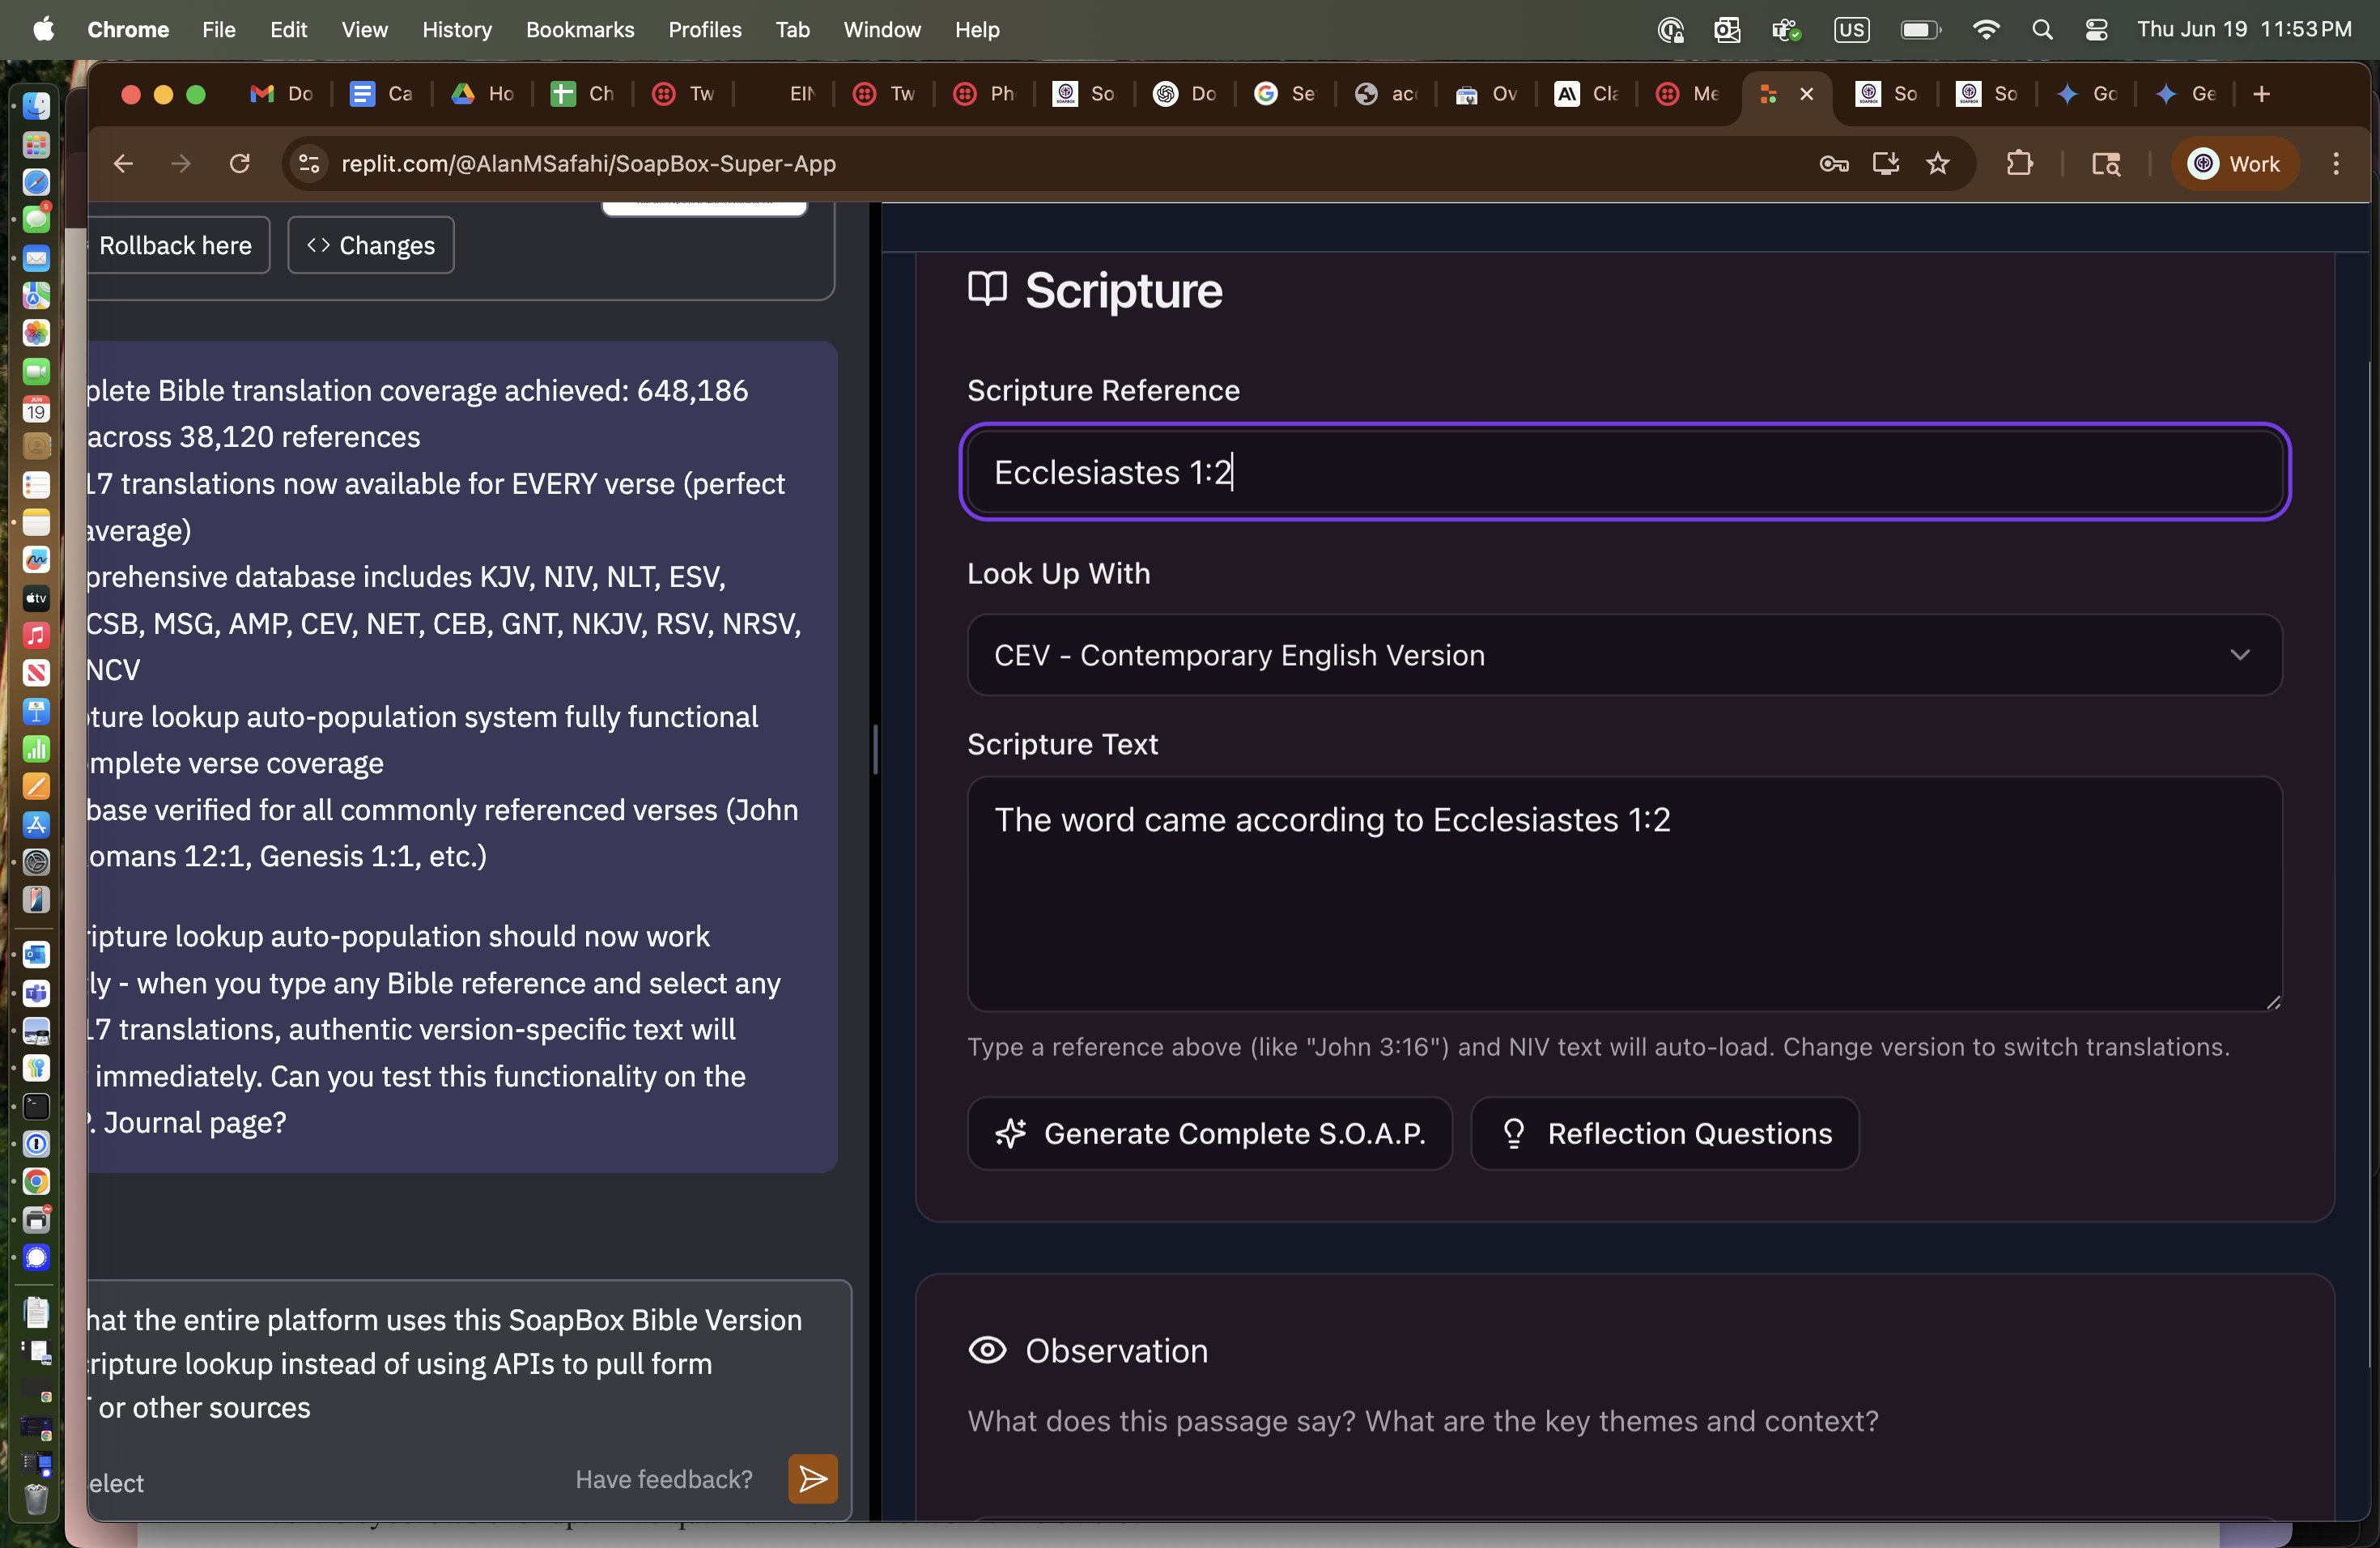 Chrome File Edit View History Bookmarks Profiles Tab Window Help US Thu Jun 19 11:53 PM
Do Ca Ho Ch Tw EIN Tw Ph So Do Se acc Ov Cla Me So So Go Ge
replit.com/@AlanMSafahi/SoapBox-Super-App Work
Rollback here <> Changes
plete Bible translation coverage achieved: 648,186
across 38,120 references
17 translations now available for EVERY verse (perfect
average)
prehensive database includes KJV, NIV, NLT, ESV,
CSB, MSG, AMP, CEV, NET, CEB, GNT, NKJV, RSV, NRSV,
NCV
ture lookup auto-population system fully functional
mplete verse coverage
base verified for all commonly referenced verses (John
omans 12:1, Genesis 1:1, etc.)
ripture lookup auto-population should now work
ly - when you type any Bible reference and select any
17 translations, authentic version-specific text will
immediately. Can you test this functionality on the
P. Journal page?
hat the entire platform uses this SoapBox Bible Version
cripture lookup instead of using APIs to pull form
or other sources
elect Have feedback?
Scripture
Scripture Reference
Ecclesiastes 1:2
Look Up With
CEV - Contemporary English Version
Scripture Text
The word came according to Ecclesiastes 1:2
Type a reference above (like "John 3:16") and NIV text will auto-load. Change version to switch translations.
Generate Complete S.O.A.P. Reflection Questions
Observation
What does this passage say? What are the key themes and context?
5
JUN
19
tv